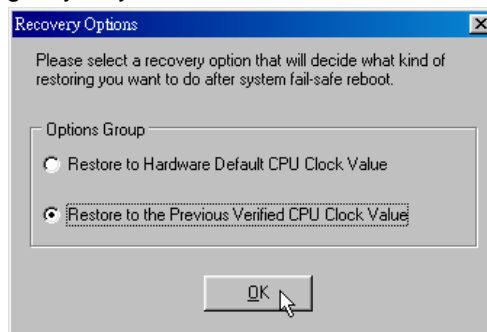 Recovery Options
Please select a recovery option that will decide what kind of
restoring you want to do after system fail-safe reboot.
Options Group
Restore to Hardware Default CPU Clock Value
Restore to the Previous Verified CPU Clock Value
OK